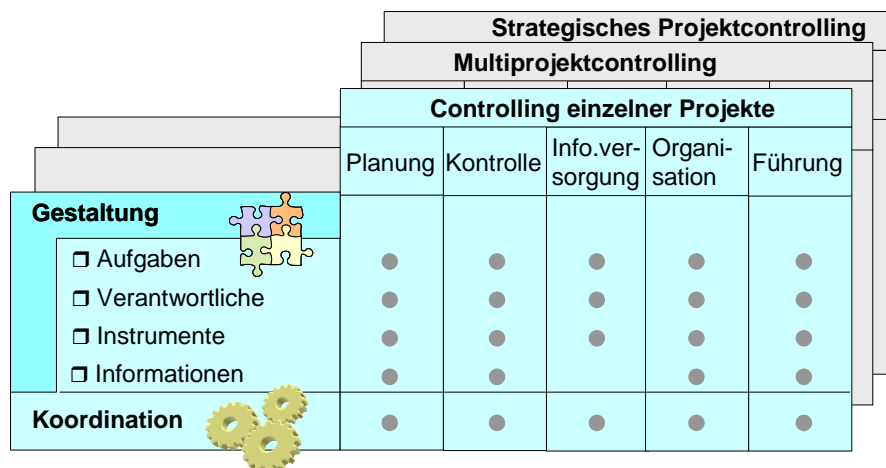 Strategisches Projektcontrolling
Multiprojektcontrolling
Controlling einzelner Projekte
Planung
Kontrolle
Info.ver-
sorgung
Organi-
sation
Führung
Gestaltung
Aufgaben
Verantwortliche
Instrumente
Informationen
Koordination